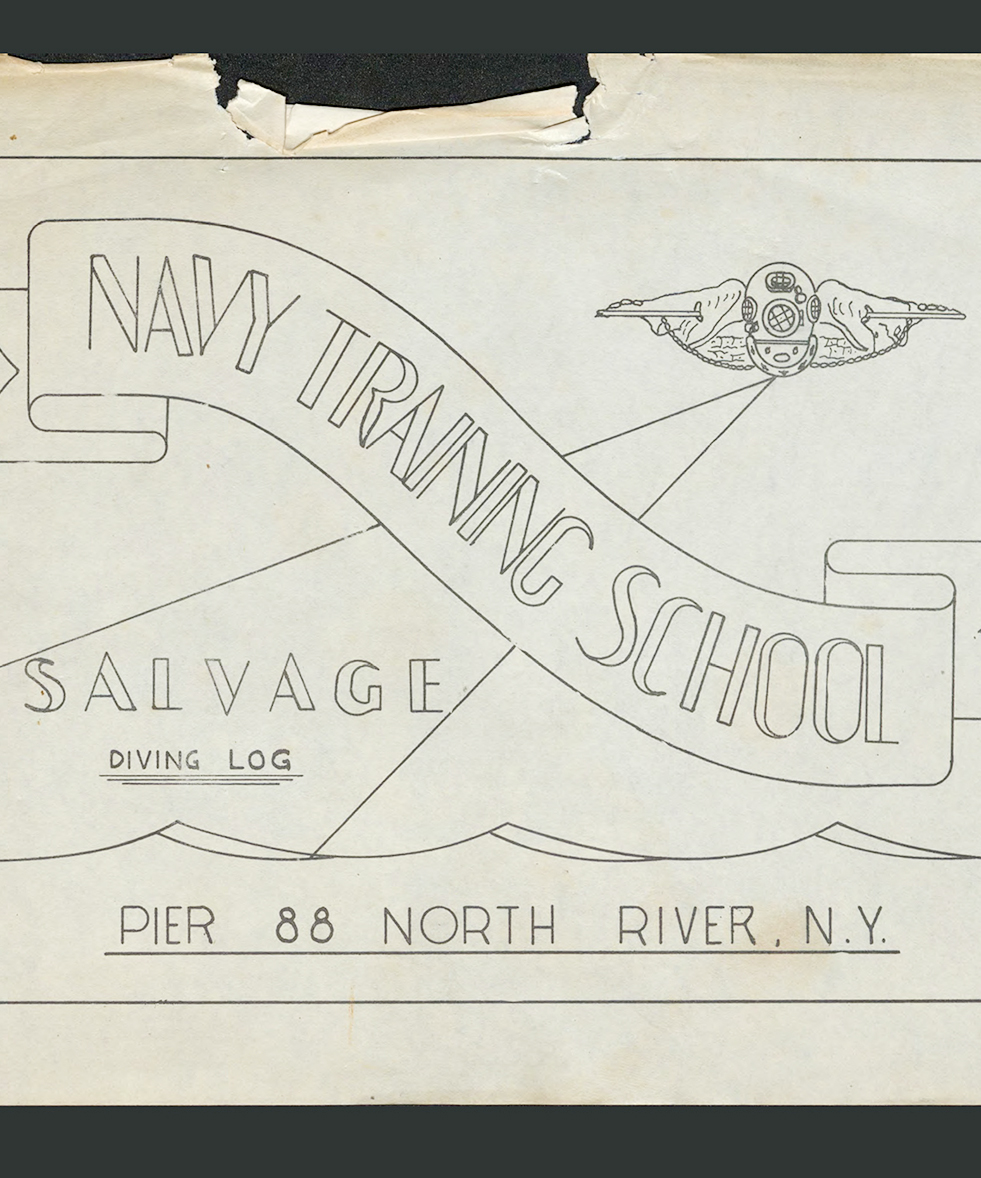 NAVY TRAINING SCHOOL
SALVAGE
DIVING LOG
PIER 88 NORTH RIVER, N.Y.